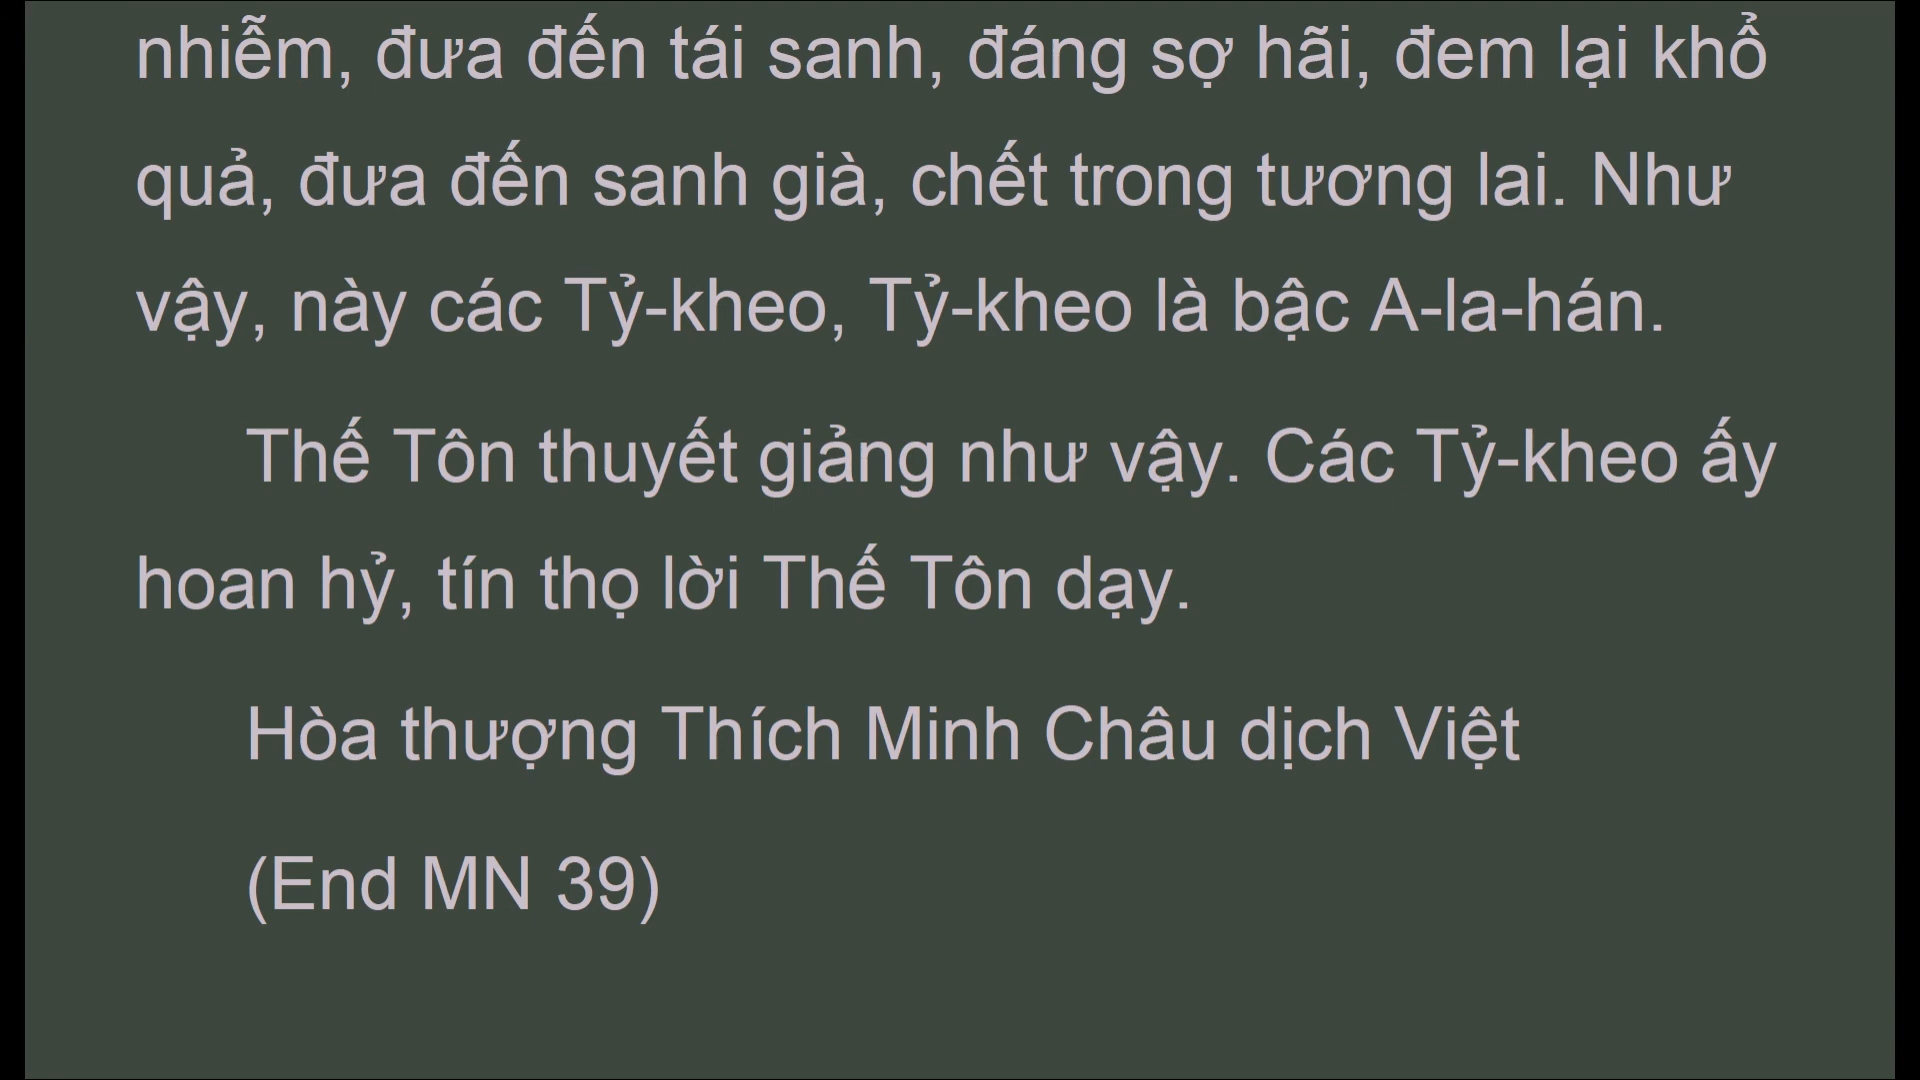 nhiễm, đưa đến tái sanh, đáng sợ hãi, đem lại khổ
quả, đưa đến sanh già, chết trong tương lai. Như
vậy, này các Tỷ-kheo, Tỷ-kheo là bậc A-la-hán.
Thế Tôn thuyết giảng như vậy. Các Tỷ-kheo ấy
hoan hỷ, tín thọ lời Thế Tôn dạy.
Hòa thượng Thích Minh Châu dịch Việt
(End MN 39)